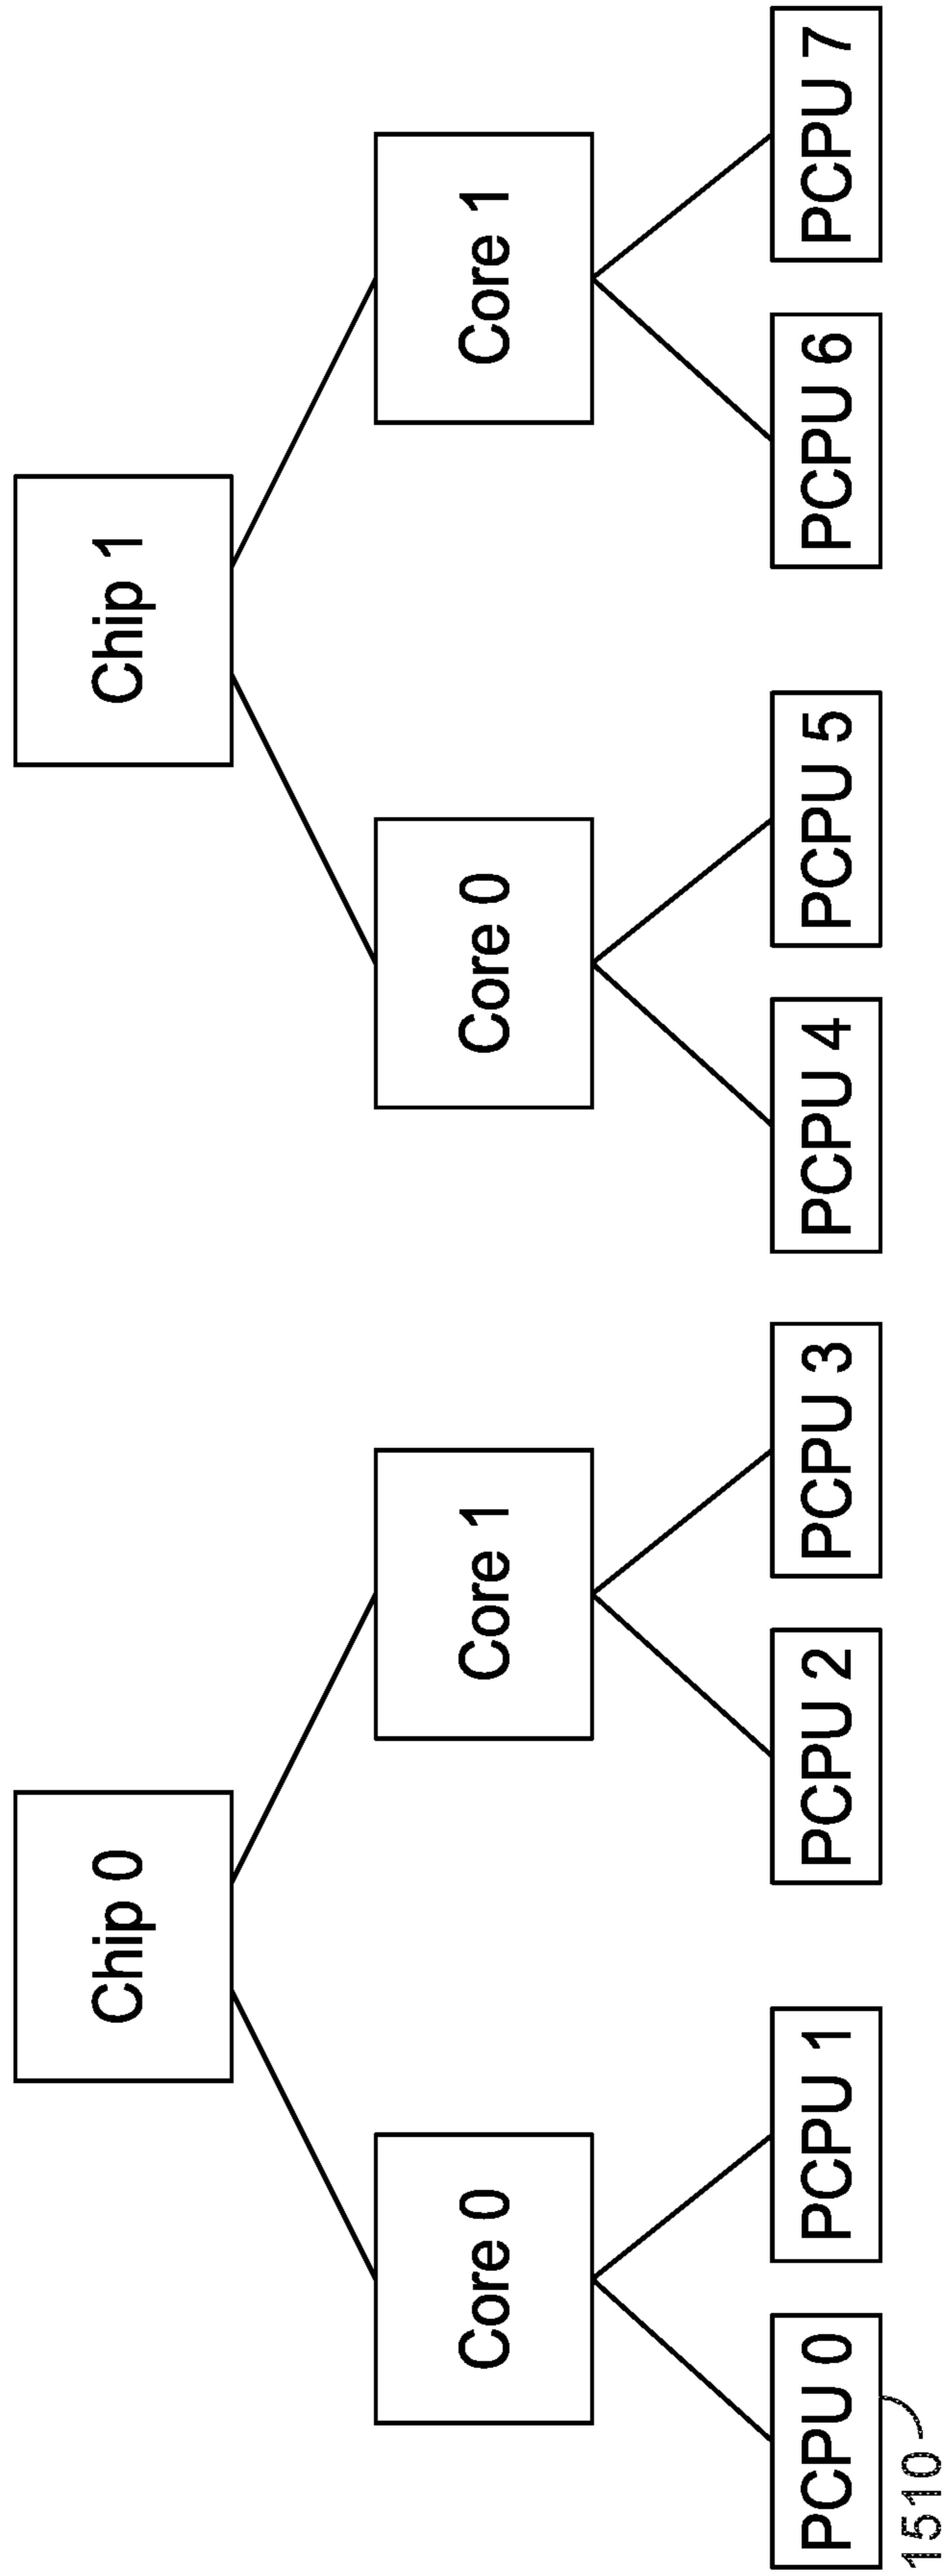 Chip 0
Chip 1
Core 0
Core 1
Core 0
Core 1
PCPU 0
PCPU 1
PCPU 2
PCPU 3
PCPU 4
PCPU 5
PCPU 6
PCPU 7
1510